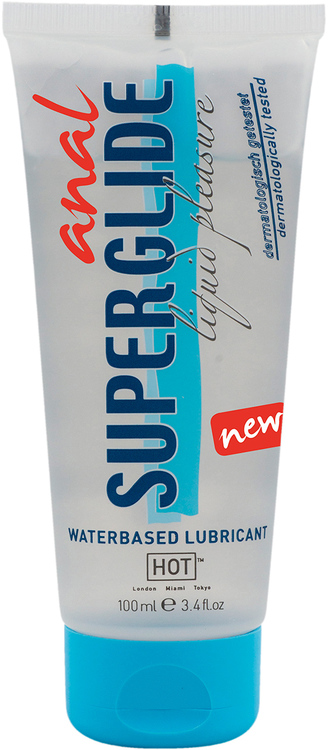 anal
SUPERGLIDE
liquid pleasure
dermatologisch getestet
dermatologically tested
new
WATERBASED LUBRICANT
HOT™
London Miami Tokyo
100 ml ℮ 3.4 fl.oz